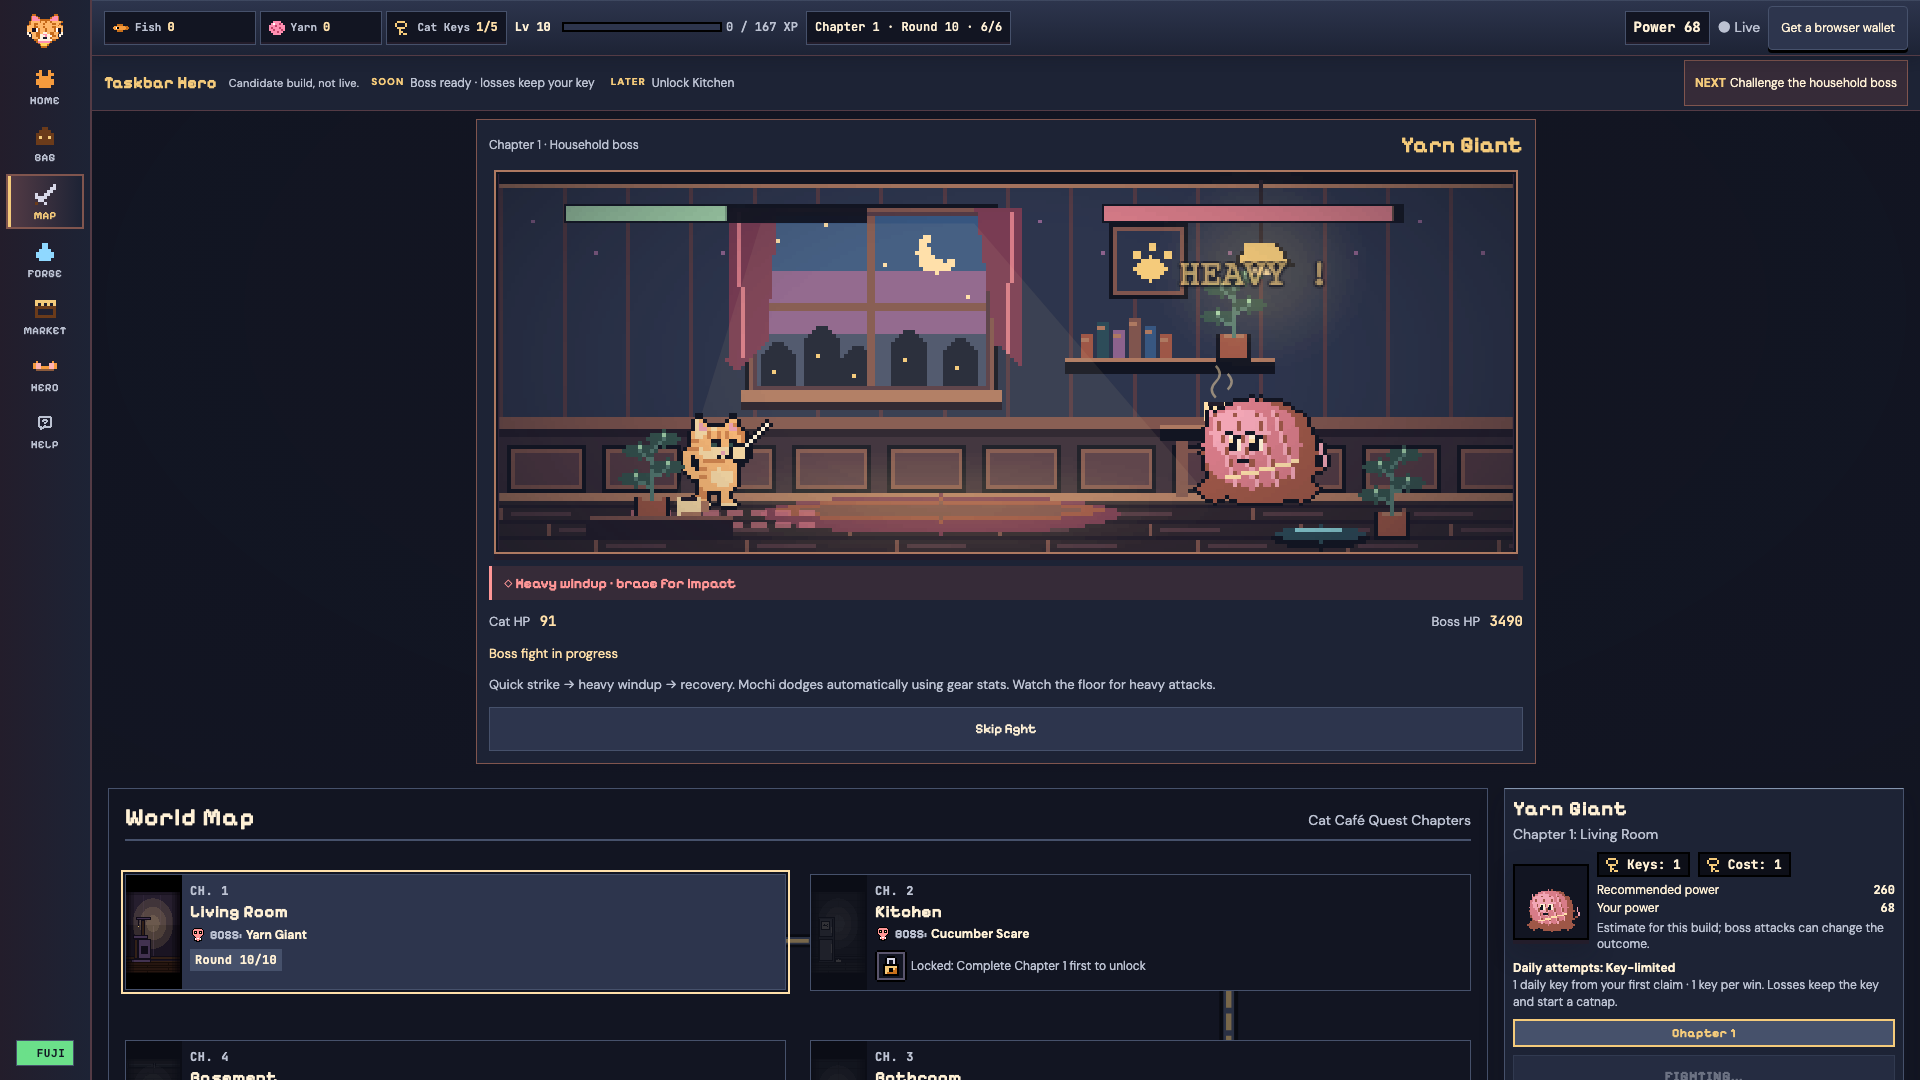 Fish 0
Yarn 0
Cat Keys 1/5
Lv 10
0 / 167 XP
Chapter 1 · Round 10 · 6/6
Power 68
Live
Get a browser wallet
HOME
BAG
MAP
FORGE
MARKET
HERO
HELP
FUJI
Taskbar Hero
Candidate build, not live.
SOON Boss ready · losses keep your key
LATER Unlock Kitchen
NEXT Challenge the household boss
Chapter 1 · Household boss
Yarn Giant
HEAVY !
◇ Heavy windup · brace for impact
Cat HP 91
Boss HP 3490
Boss fight in progress
Quick strike → heavy windup → recovery. Mochi dodges automatically using gear stats. Watch the floor for heavy attacks.
Skip fight
World Map
Cat Café Quest Chapters
CH. 1
Living Room
BOSS: Yarn Giant
Round 10/10
CH. 2
Kitchen
BOSS: Cucumber Scare
Locked: Complete Chapter 1 first to unlock
CH. 4
Basement
CH. 3
Bathroom
Yarn Giant
Chapter 1: Living Room
Keys: 1
Cost: 1
Recommended power 260
Your power 68
Estimate for this build; boss attacks can change the
outcome.
Daily attempts: Key-limited
1 daily key from your first claim · 1 key per win. Losses keep the key
and start a catnap.
Chapter 1
FIGHTING...